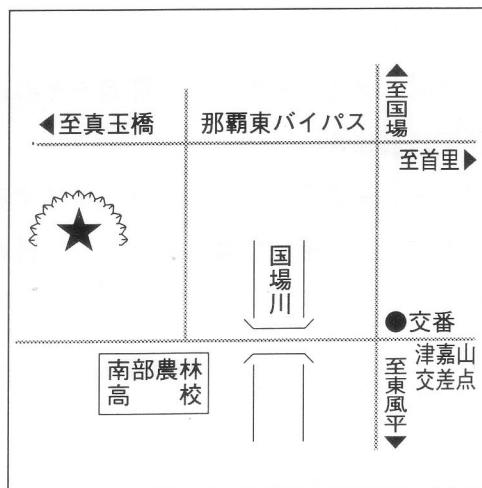 至国場
至真玉橋
那覇東バイパス
至首里
国場川
交番
津嘉山
交差点
至東風平
南部農林
高 校